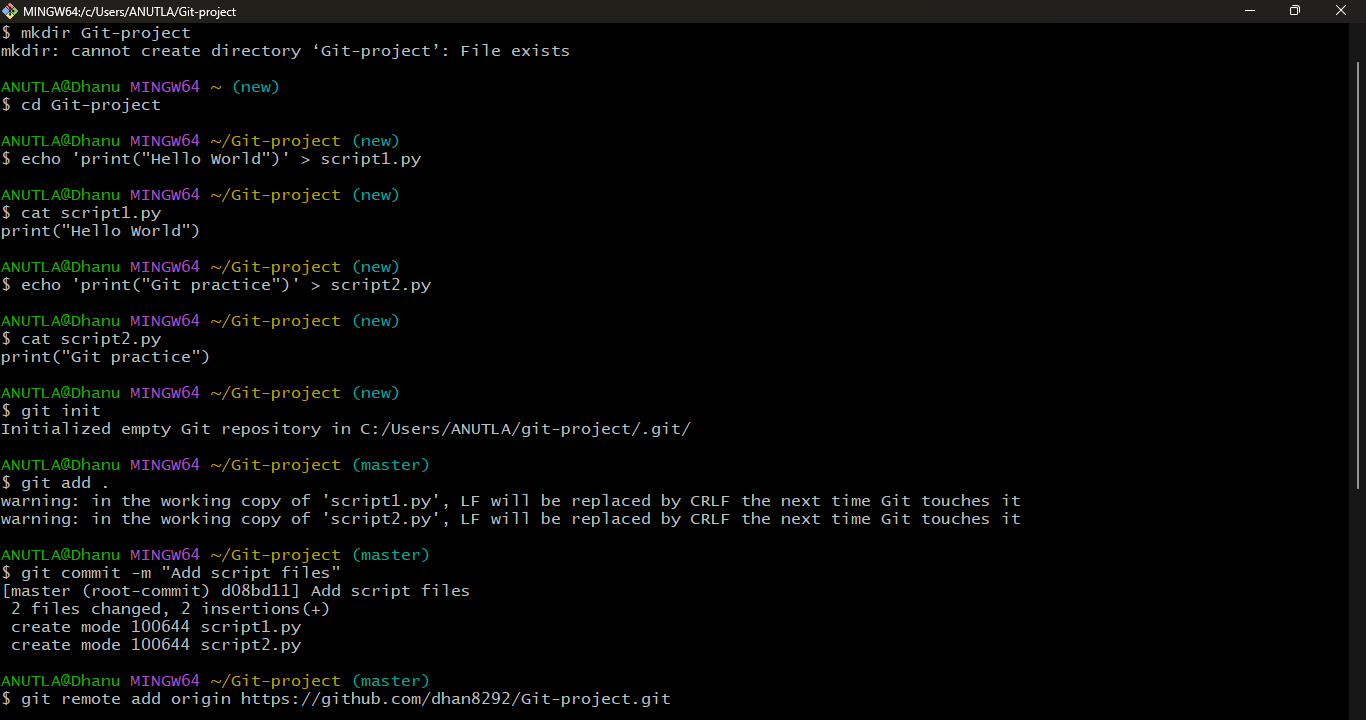 MINGW64:/c/Users/ANUTLA/Git-project
$ mkdir Git-project
mkdir: cannot create directory ‘Git-project’: File exists
ANUTLA@Dhanu MINGW64 ~ (new)
$ cd Git-project
ANUTLA@Dhanu MINGW64 ~/Git-project (new)
$ echo 'print("Hello World")' > script1.py
ANUTLA@Dhanu MINGW64 ~/Git-project (new)
$ cat script1.py
print("Hello World")
ANUTLA@Dhanu MINGW64 ~/Git-project (new)
$ echo 'print("Git practice")' > script2.py
ANUTLA@Dhanu MINGW64 ~/Git-project (new)
$ cat script2.py
print("Git practice")
ANUTLA@Dhanu MINGW64 ~/Git-project (new)
$ git init
Initialized empty Git repository in C:/Users/ANUTLA/git-project/.git/
ANUTLA@Dhanu MINGW64 ~/Git-project (master)
$ git add .
warning: in the working copy of 'script1.py', LF will be replaced by CRLF the next time Git touches it
warning: in the working copy of 'script2.py', LF will be replaced by CRLF the next time Git touches it
ANUTLA@Dhanu MINGW64 ~/Git-project (master)
$ git commit -m "Add script files"
[master (root-commit) d08bd11] Add script files
 2 files changed, 2 insertions(+)
 create mode 100644 script1.py
 create mode 100644 script2.py
ANUTLA@Dhanu MINGW64 ~/Git-project (master)
$ git remote add origin https://github.com/dhan8292/Git-project.git